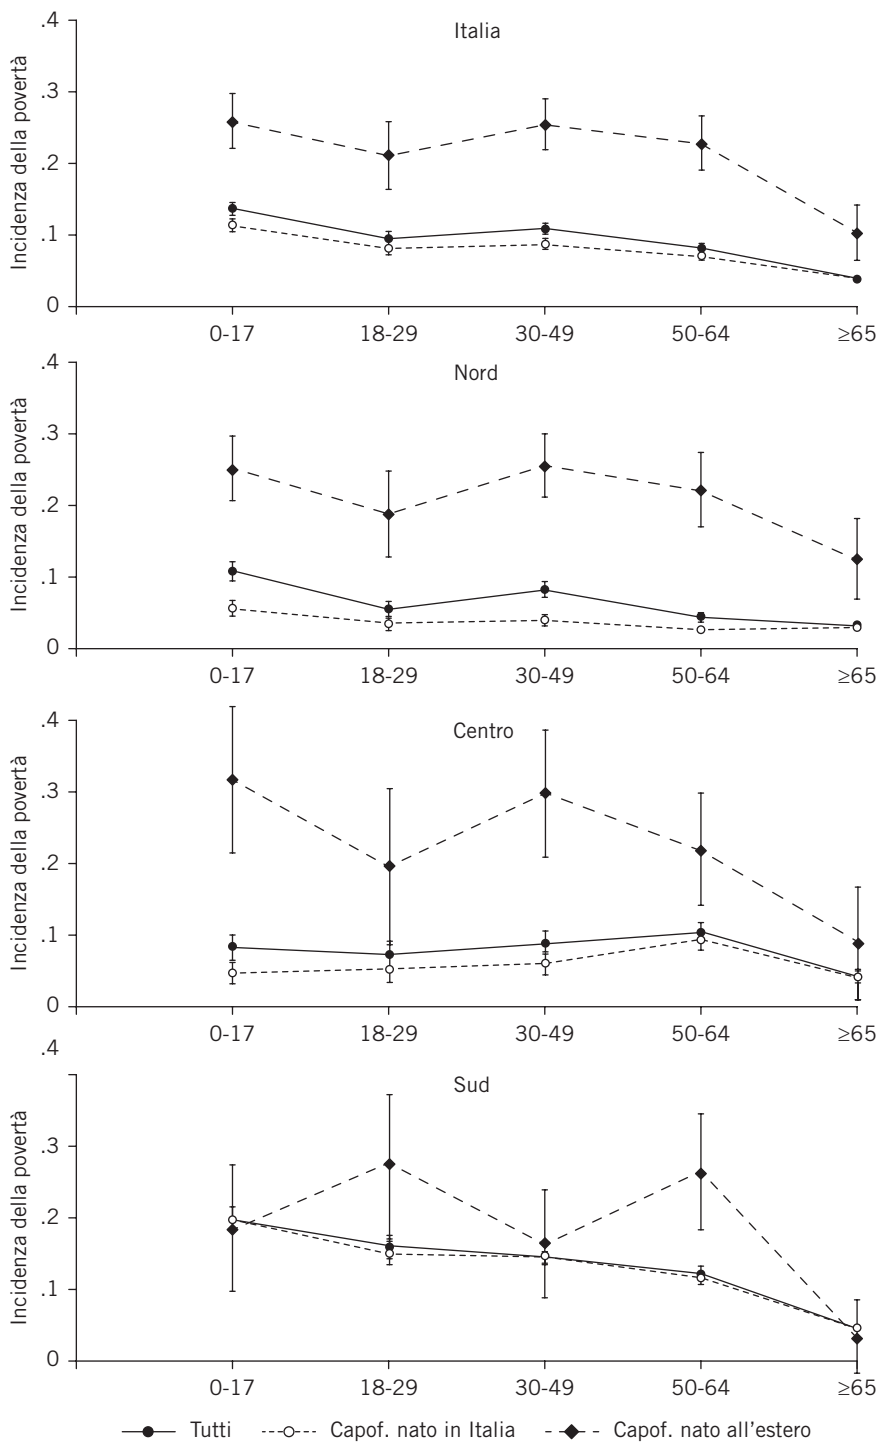 Italia
Incidenza della povertà
.4
.3
.2
.1
0
0-17 18-29 30-49 50-64 ≥65
Nord
Incidenza della povertà
.4
.3
.2
.1
0
0-17 18-29 30-49 50-64 ≥65
Centro
Incidenza della povertà
.4
.3
.2
.1
0
0-17 18-29 30-49 50-64 ≥65
Sud
Incidenza della povertà
.4
.3
.2
.1
0
0-17 18-29 30-49 50-64 ≥65
Tutti Capof. nato in Italia Capof. nato all'estero